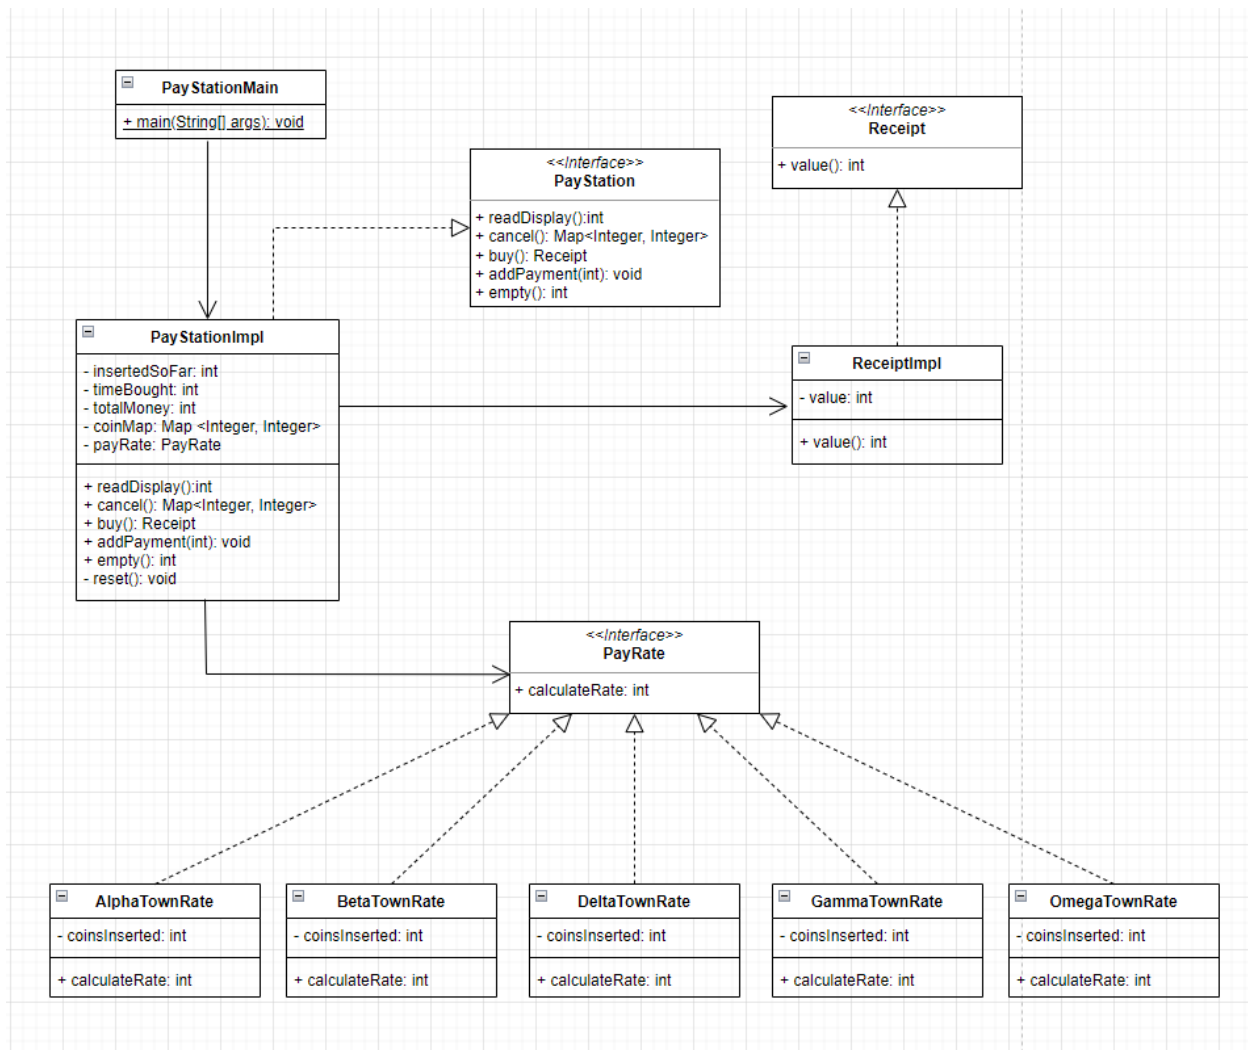 PayStationMain
+ main(String[] args): void
<<Interface>>
Receipt
+ value(): int
<<Interface>>
PayStation
+ readDisplay():int
+ cancel(): Map<Integer, Integer>
+ buy(): Receipt
+ addPayment(int): void
+ empty(): int
PayStationImpl
- insertedSoFar: int
- timeBought: int
- totalMoney: int
- coinMap: Map <Integer, Integer>
- payRate: PayRate
+ readDisplay():int
+ cancel(): Map<Integer, Integer>
+ buy(): Receipt
+ addPayment(int): void
+ empty(): int
- reset(): void
ReceiptImpl
- value: int
+ value(): int
<<Interface>>
PayRate
+ calculateRate: int
AlphaTownRate
- coinsInserted: int
+ calculateRate: int
BetaTownRate
- coinsInserted: int
+ calculateRate: int
DeltaTownRate
- coinsInserted: int
+ calculateRate: int
GammaTownRate
- coinsInserted: int
+ calculateRate: int
OmegaTownRate
- coinsInserted: int
+ calculateRate: int